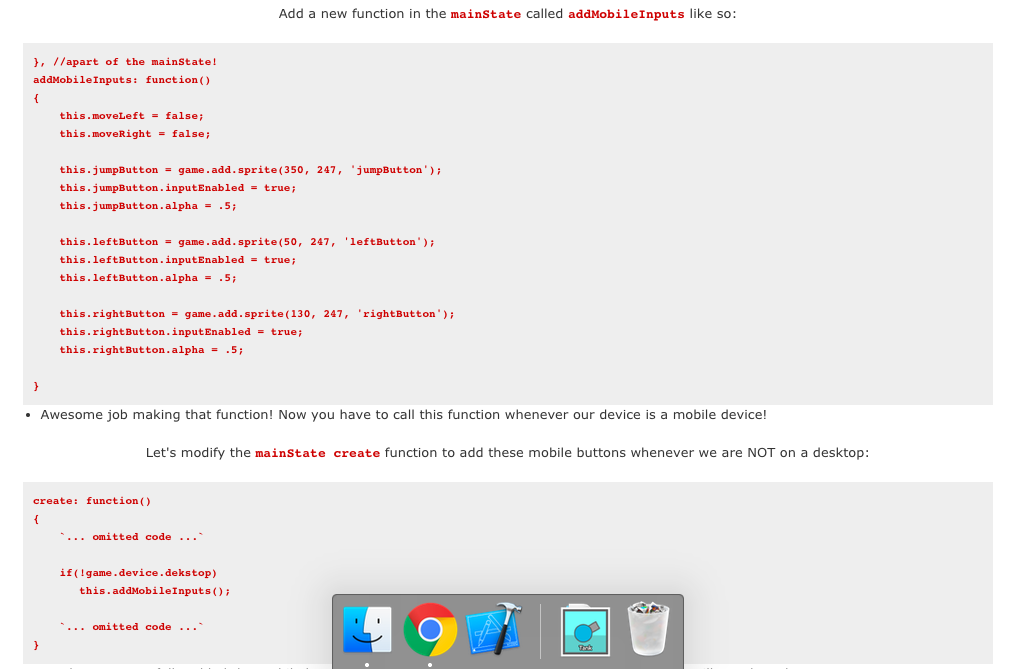 Add a new function in the mainState called addMobileInputs like so:
}, //apart of the mainState!
addMobileInputs: function()
{
this.moveLeft = false;
this.moveRight = false;
this.jumpButton = game.add.sprite(350, 247, 'jumpButton');
this.jumpButton.inputEnabled = true;
this.jumpButton.alpha = .5;
this.leftButton = game.add.sprite(50, 247, 'leftButton');
this.leftButton.inputEnabled = true;
this.leftButton.alpha = .5;
this.rightButton = game.add.sprite(130, 247, 'rightButton');
this.rightButton.inputEnabled = true;
this.rightButton.alpha = .5;
}
• Awesome job making that function! Now you have to call this function whenever our device is a mobile device!
Let's modify the mainState create function to add these mobile buttons whenever we are NOT on a desktop:
create: function()
{
`... omitted code ...`
if(!game.device.dekstop)
this.addMobileInputs();
`... omitted code ...`
}
Tank